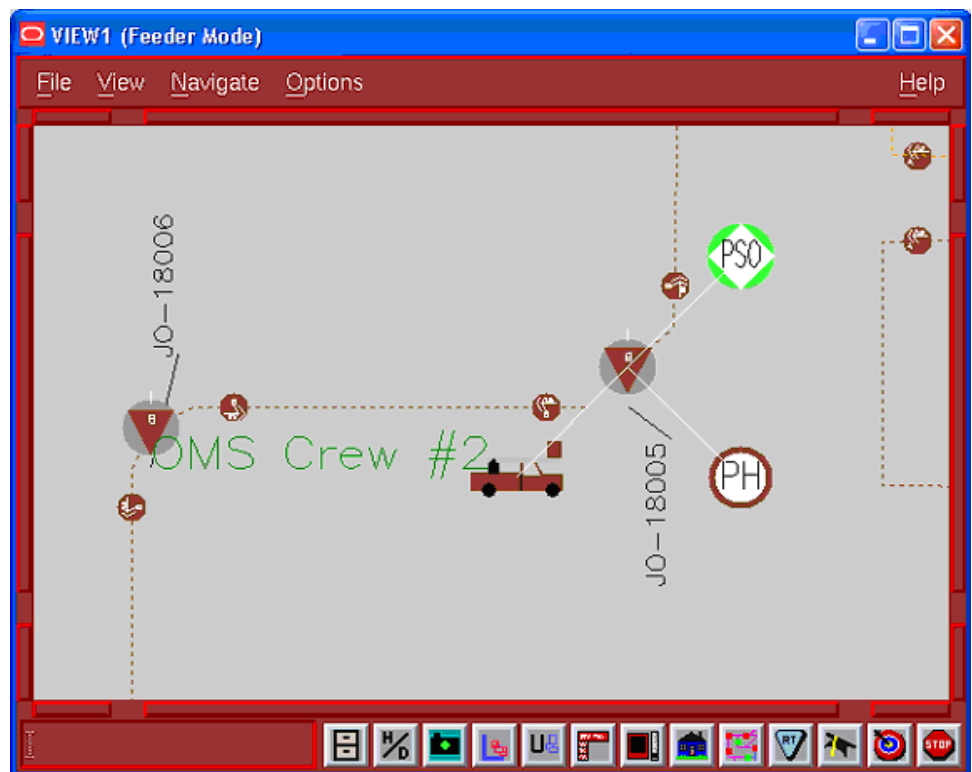 VIEW1 (Feeder Mode)
File View Navigate Options Help
JO-18006
PSO
OMS Crew #2
PH
JO-18005
H/D
U
RT
STOP